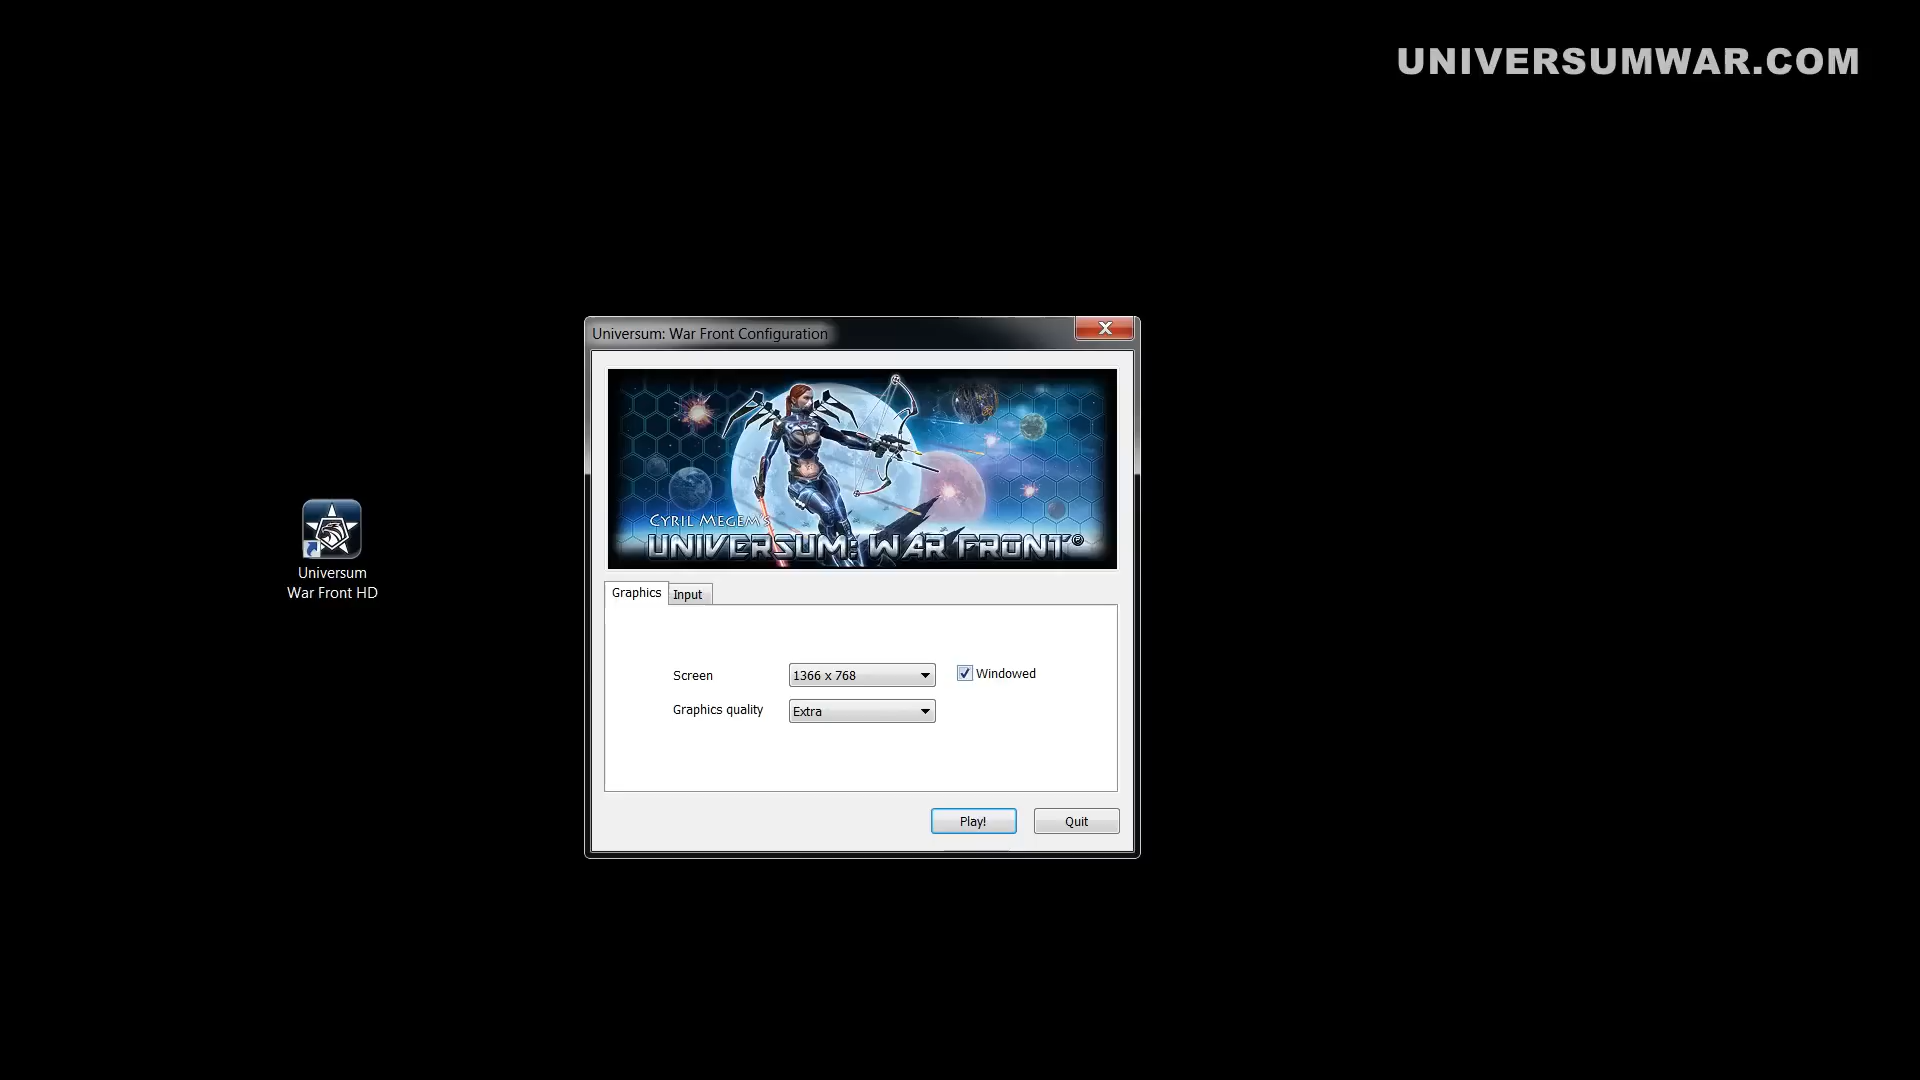 UNIVERSUMWAR.COM
Universum: War Front Configuration
CYRIL MEGEM'S
UNIVERSUM: WAR FRONT®
Universum
War Front HD
Graphics
Input
Screen
1366 x 768
Windowed
Graphics quality
Extra
Play!
Quit